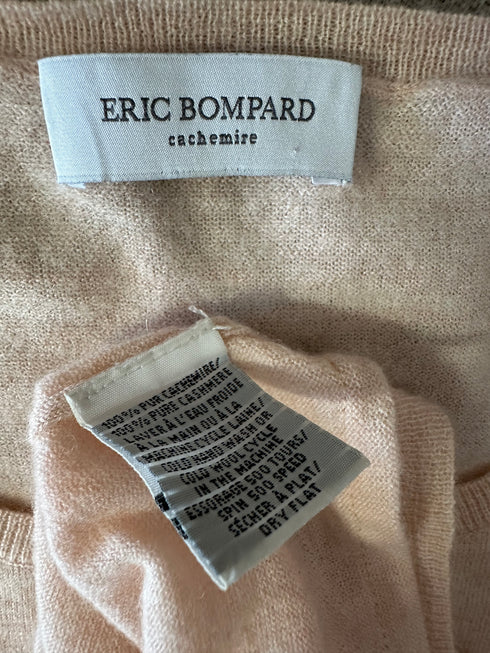 ERIC BOMPARD
cachemire
100% PUR CACHEMIRE/
100% PURE CASHMERE
LAVER À L'EAU FROIDE
À LA MAIN OU À LA
MACHINE CYCLE LAINE/
COLD HAND WASH OR
COLD WOOL CYCLE
IN THE MACHINE
ESSORAGE 500 TOURS/
SPIN 500 SPEED
SÉCHER À PLAT/
DRY FLAT